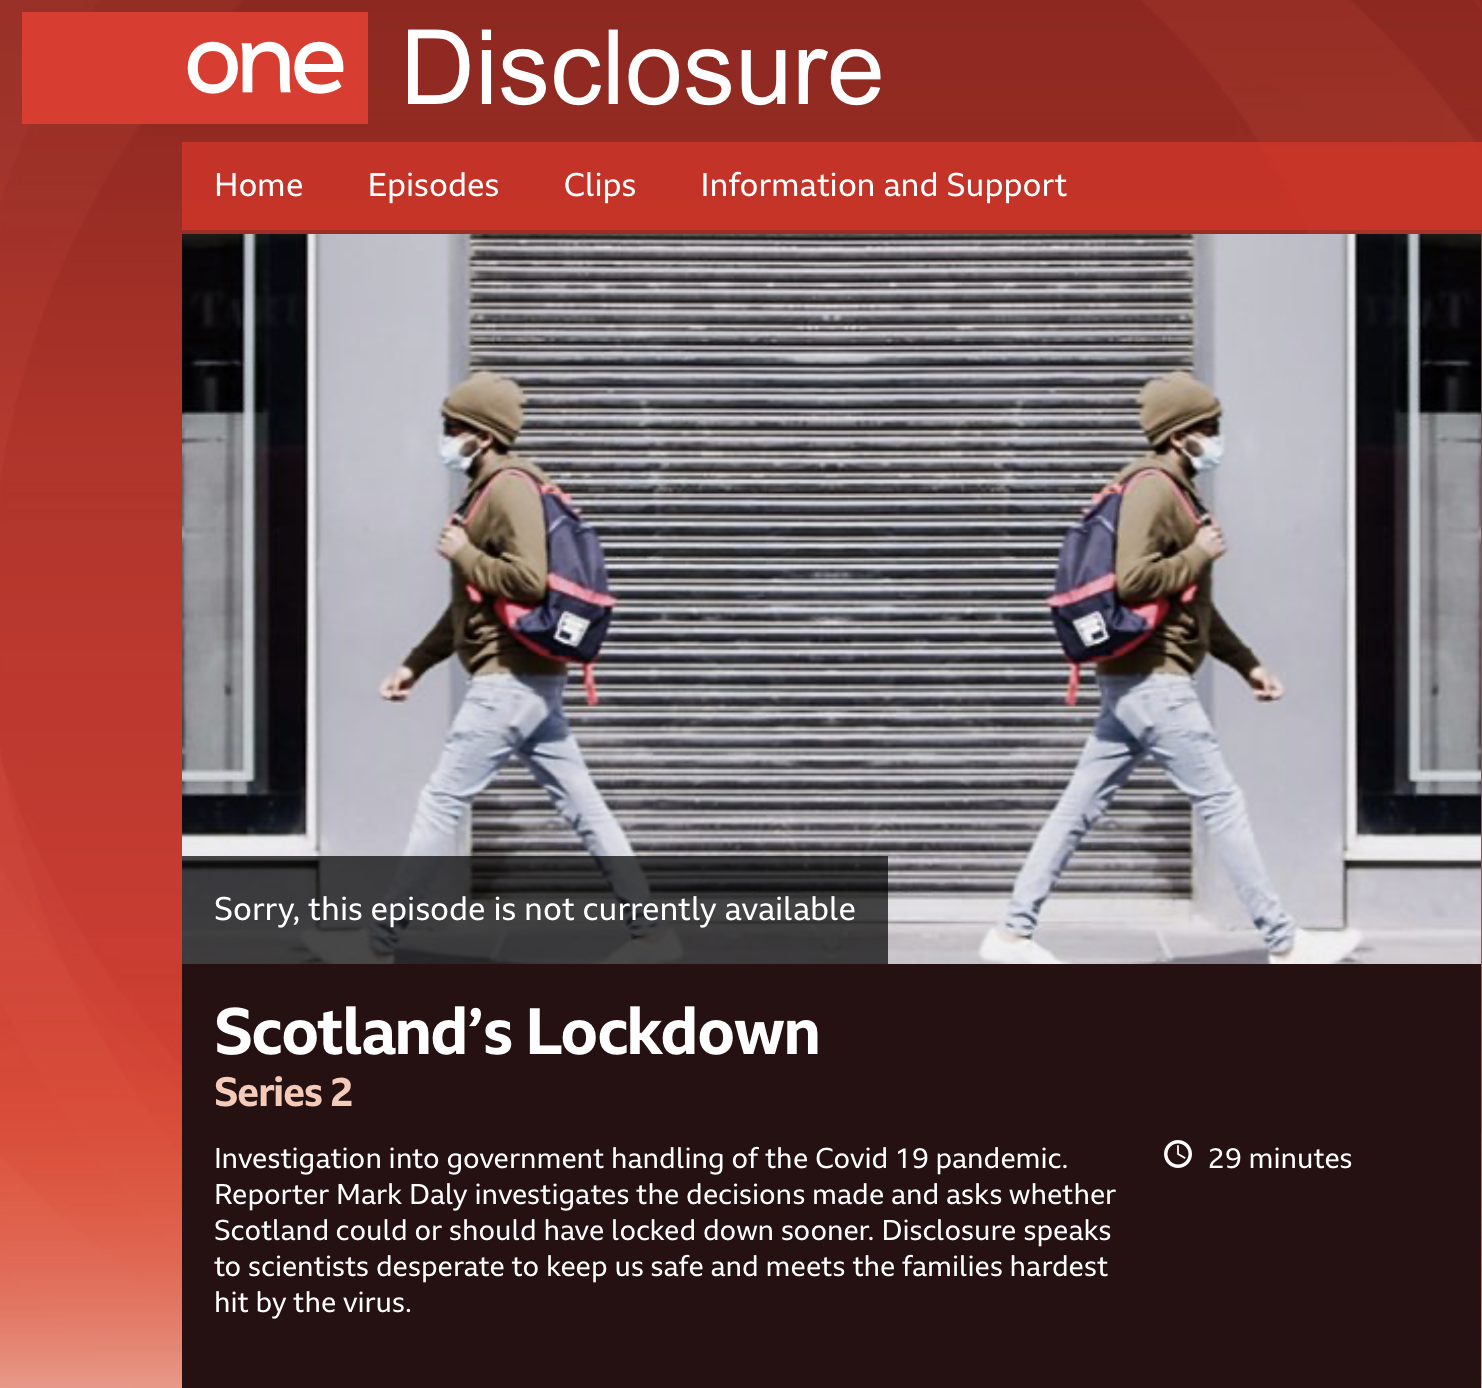 one Disclosure
Home Episodes Clips Information and Support
Sorry, this episode is not currently available
Scotland’s Lockdown
Series 2
Investigation into government handling of the Covid 19 pandemic.
Reporter Mark Daly investigates the decisions made and asks whether
Scotland could or should have locked down sooner. Disclosure speaks
to scientists desperate to keep us safe and meets the families hardest
hit by the virus.
29 minutes